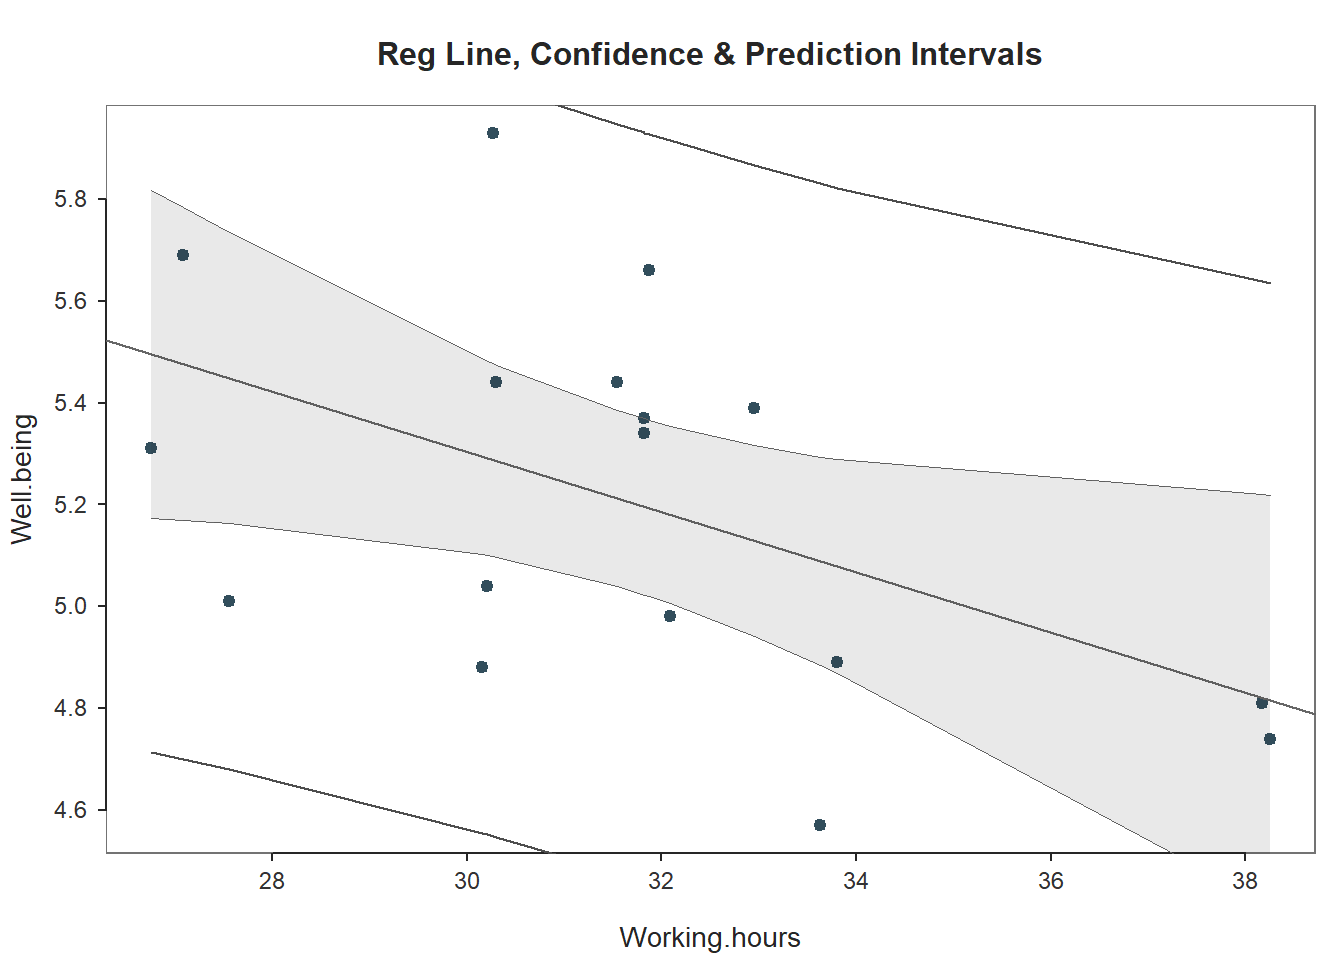 Reg Line, Confidence & Prediction Intervals
5.8
5.6
5.4
5.2
5.0
4.8
4.6
Well.being
28 30 32 34 36 38
Working.hours